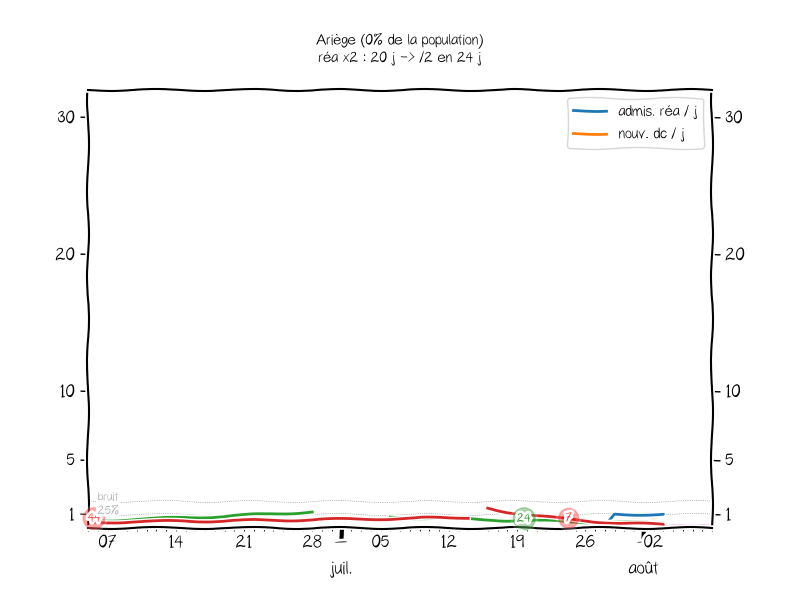 Ariège (0% de la population)
réa x2 : 20 j -> /2 en 24 j
admis. réa / j
nouv. dc / j
30
30
20
20
10
10
5
5
bruit
25%
1
1
24
7
07 14 21 28 05 12 19 26 02
juil. août